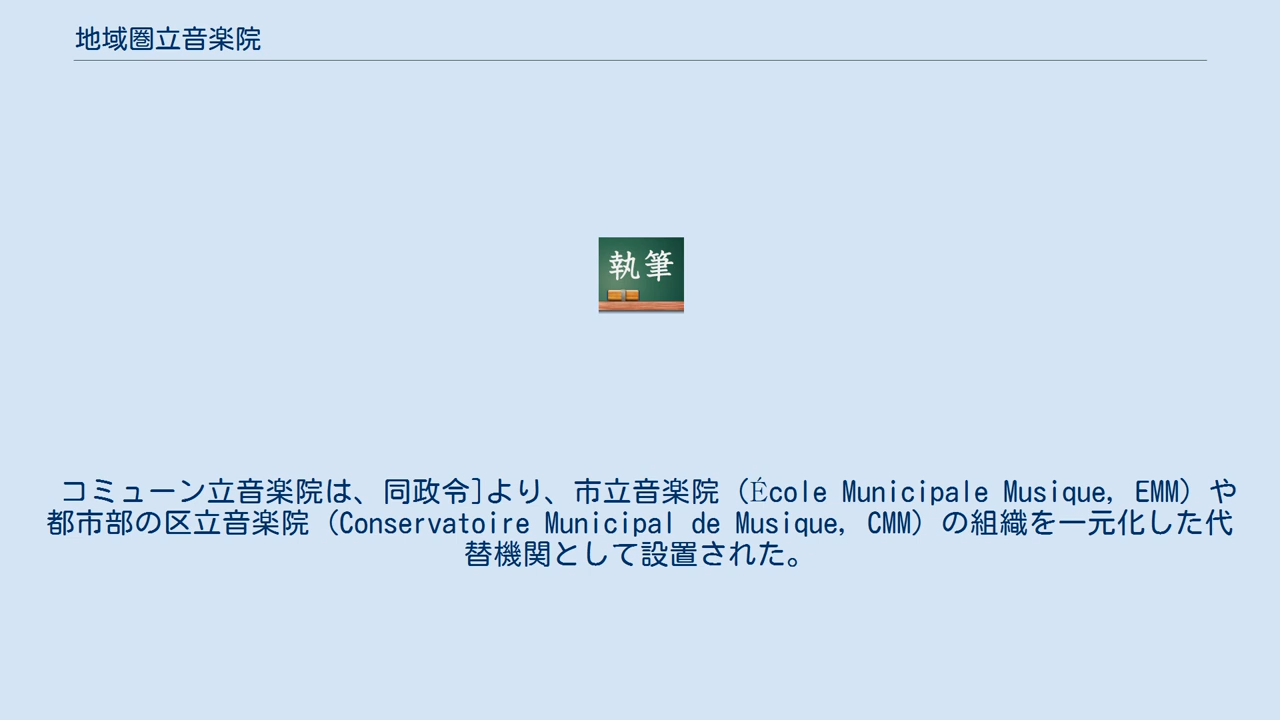 地域圏立音楽院
執筆
コミューン立音楽院は、同政令]より、市立音楽院（École Municipale Musique, EMM）や
都市部の区立音楽院（Conservatoire Municipal de Musique, CMM）の組織を一元化した代
替機関として設置された。